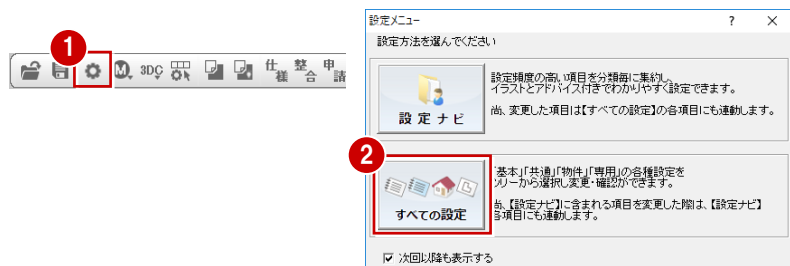 1
3DC
仕様
整合
申請
設定メニュー
設定方法を選んでください
設定ナビ
設定頻度の高い項目を分類毎に集約し、
イラストとアドバイス付きでわかりやすく設定できます。
尚、変更した項目は【すべての設定】の各項目にも連動します。
2
すべての設定
「基本」「共通」「物件」「専用」の各種設定を
ツリーから選択し変更・確認ができます。
尚、【設定ナビ】に含まれる項目を変更した際は、【設定ナビ】
各項目にも連動します。
次回以降も表示する